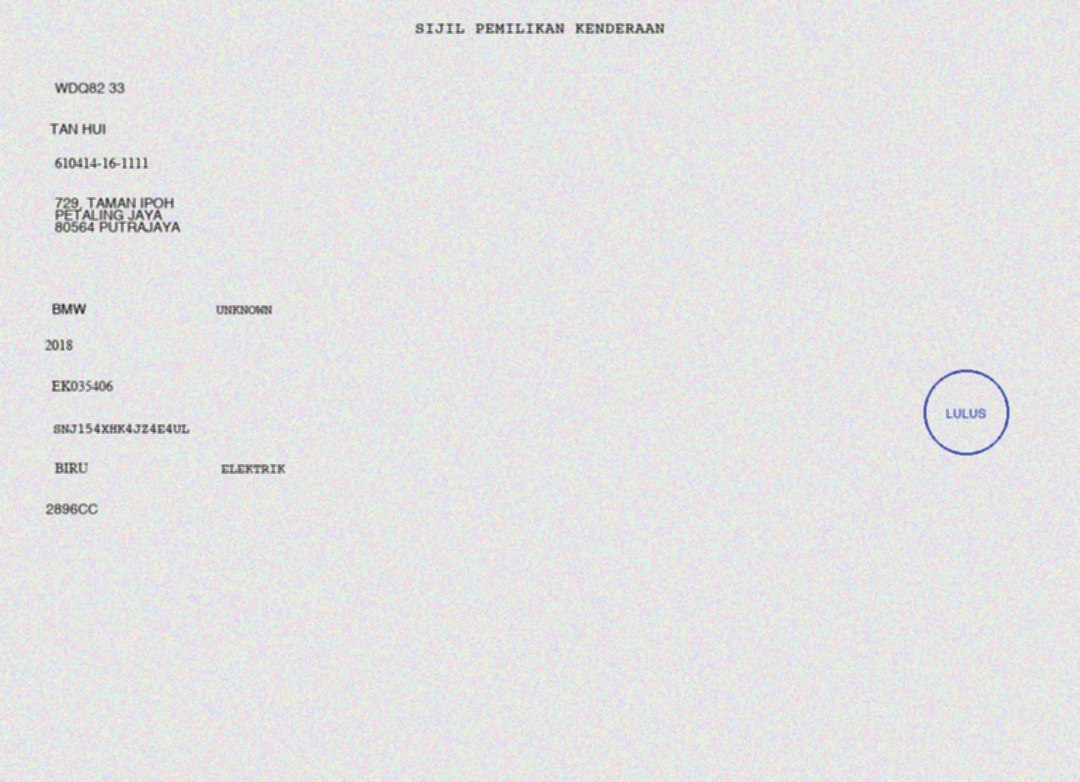 SIJIL PEMILIKAN KENDERAAN
WDQ82 33
TAN HUI
610414-16-1111
729, TAMAN IPOH
PETALING JAYA
80564 PUTRAJAYA
BMW UNKNOWN
2018
EK035406
SNJ154XHK4JZ4E4UL
LULUS
BIRU ELEKTRIK
2896CC